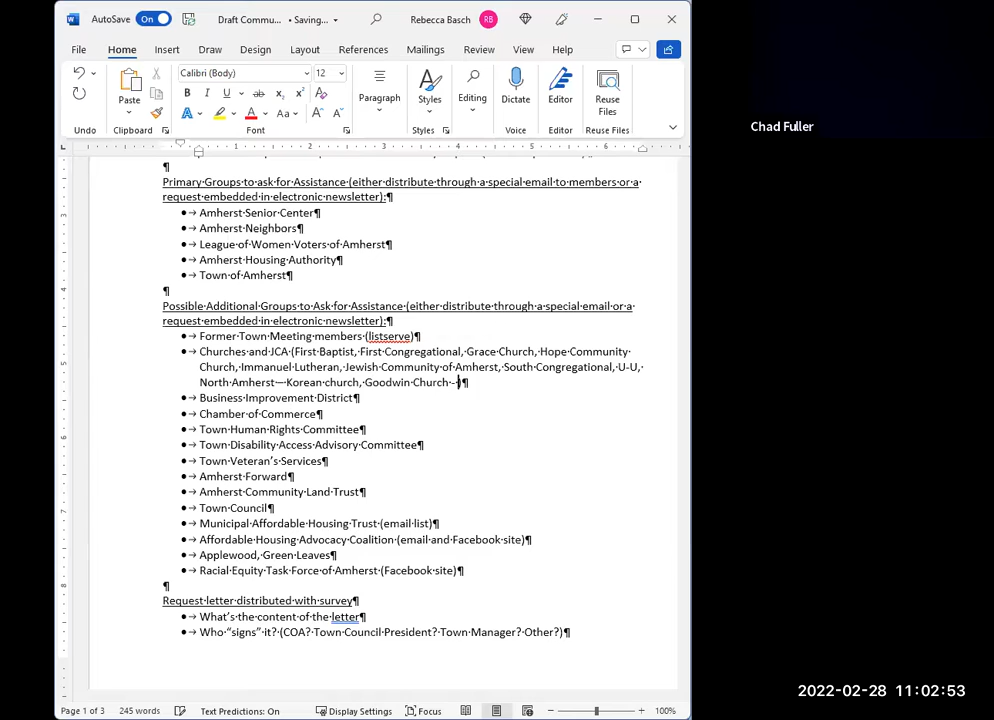 AutoSave On Draft Commu... • Saving... Rebecca Basch RB
File Home Insert Draw Design Layout References Mailings Review View Help
Calibri (Body) 12
Paste Paragraph Styles Editing Dictate Editor Reuse Files
B I U ab x₂ x² A
A A Aa A A
Undo Clipboard Font Styles Voice Editor Reuse Files
Chad Fuller
1 2 3 4 5 6
¶
Primary·Groups·to·ask·for·Assistance·(either·distribute·through·a·special·email·to·members·or·a·
request·embedded·in·electronic·newsletter):¶
•→Amherst·Senior·Center¶
•→Amherst·Neighbors¶
•→League·of·Women·Voters·of·Amherst¶
•→Amherst·Housing·Authority¶
•→Town·of·Amherst¶
¶
Possible·Additional·Groups·to·Ask·for·Assistance·(either·distribute·through·a·special·email·or·a·
request·embedded·in·electronic·newsletter):¶
•→Former·Town·Meeting·members·(listserve)¶
•→Churches·and·JCA·(First·Baptist,·First·Congregational,·Grace·Church,·Hope·Community·
Church,·Immanuel·Lutheran,·Jewish·Community·of·Amherst,·South·Congregational,·U-U,·
North·Amherst·–·Korean·church,·Goodwin·Church·-·)¶
•→Business·Improvement·District¶
•→Chamber·of·Commerce¶
•→Town·Human·Rights·Committee¶
•→Town·Disability·Access·Advisory·Committee¶
•→Town·Veteran's·Services¶
•→Amherst·Forward¶
•→Amherst·Community·Land·Trust¶
•→Town·Council¶
•→Municipal·Affordable·Housing·Trust·(email·list)¶
•→Affordable·Housing·Advocacy·Coalition·(email·and·Facebook·site)¶
•→Applewood,·Green·Leaves¶
•→Racial·Equity·Task·Force·of·Amherst·(Facebook·site)¶
¶
Request·letter·distributed·with·survey¶
•→What's·the·content·of·the·letter¶
•→Who·"signs"·it?·(COA?·Town·Council·President?·Town·Manager?·Other?)¶
2022-02-28 11:02:53
Page 1 of 3 245 words Text Predictions: On Display Settings Focus 100%